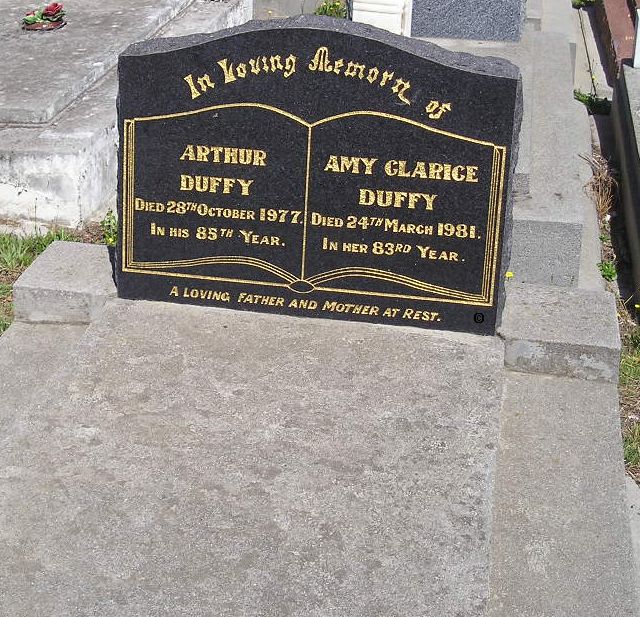 In Loving Memory of
ARTHUR
DUFFY
DIED 28TH OCTOBER 1977.
IN HIS 85TH YEAR.
AMY CLARICE
DUFFY
DIED 24TH MARCH 1981.
IN HER 83RD YEAR.
A LOVING FATHER AND MOTHER AT REST.
©